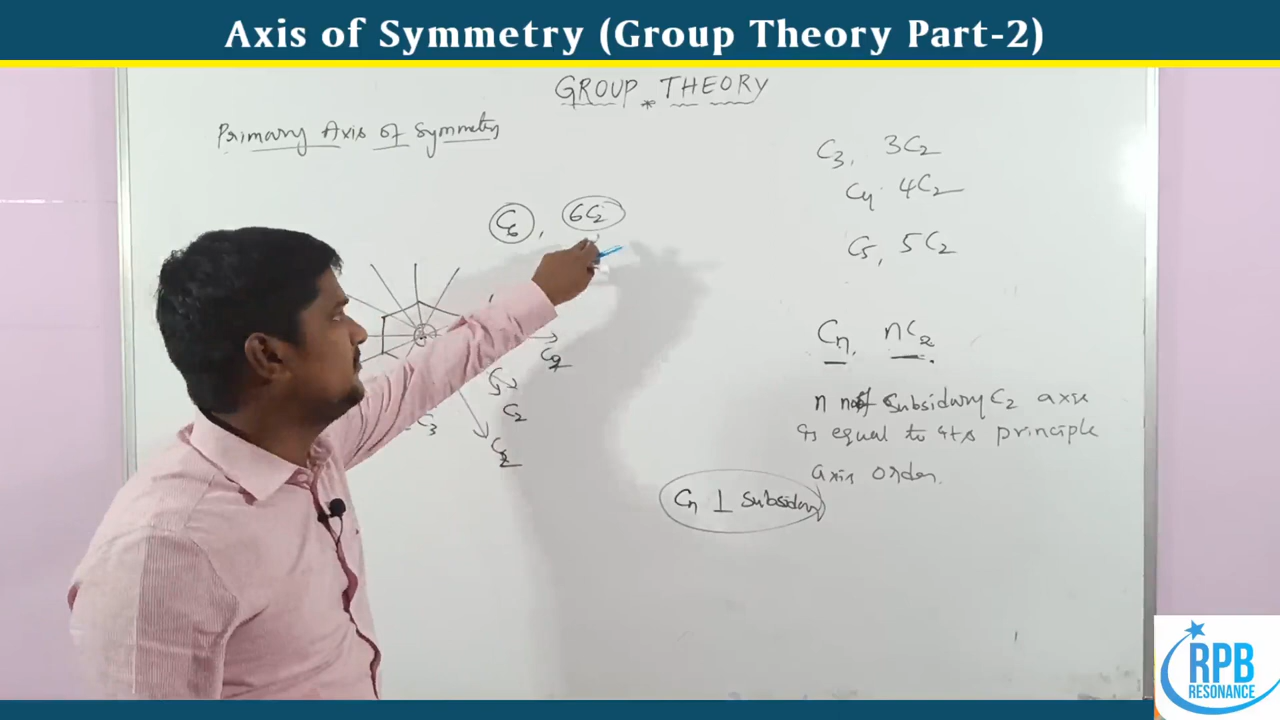 Axis of Symmetry (Group Theory Part-2)
GROUP THEORY
Primary Axis of Symmetry
C6, 6C2
C3, 3C2
C4 4C2
C5, 5C2
Cn, nC2
n subsidary C2 axis
is equal to its principle
axis order.
Cn ⊥ Subsidary
C2
C2
C2
C3
RPB
RESONANCE